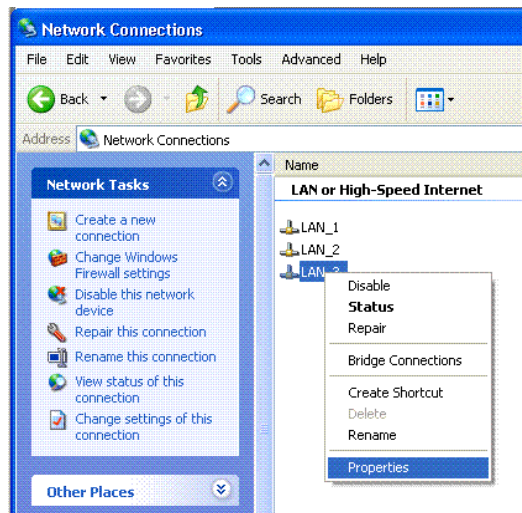 Network Connections
File Edit View Favorites Tools Advanced Help
Back Search Folders
Address Network Connections
Network Tasks
Create a new
connection
Change Windows
Firewall settings
Disable this network
device
Repair this connection
Rename this connection
View status of this
connection
Change settings of this
connection
Other Places
Name
LAN or High-Speed Internet
LAN_1
LAN_2
LAN_3
Disable
Status
Repair
Bridge Connections
Create Shortcut
Delete
Rename
Properties